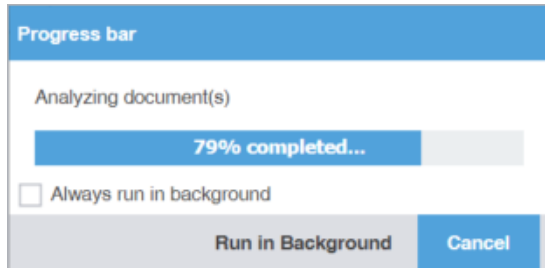 Progress bar
Analyzing document(s)
79% completed...
Always run in background
Run in Background Cancel